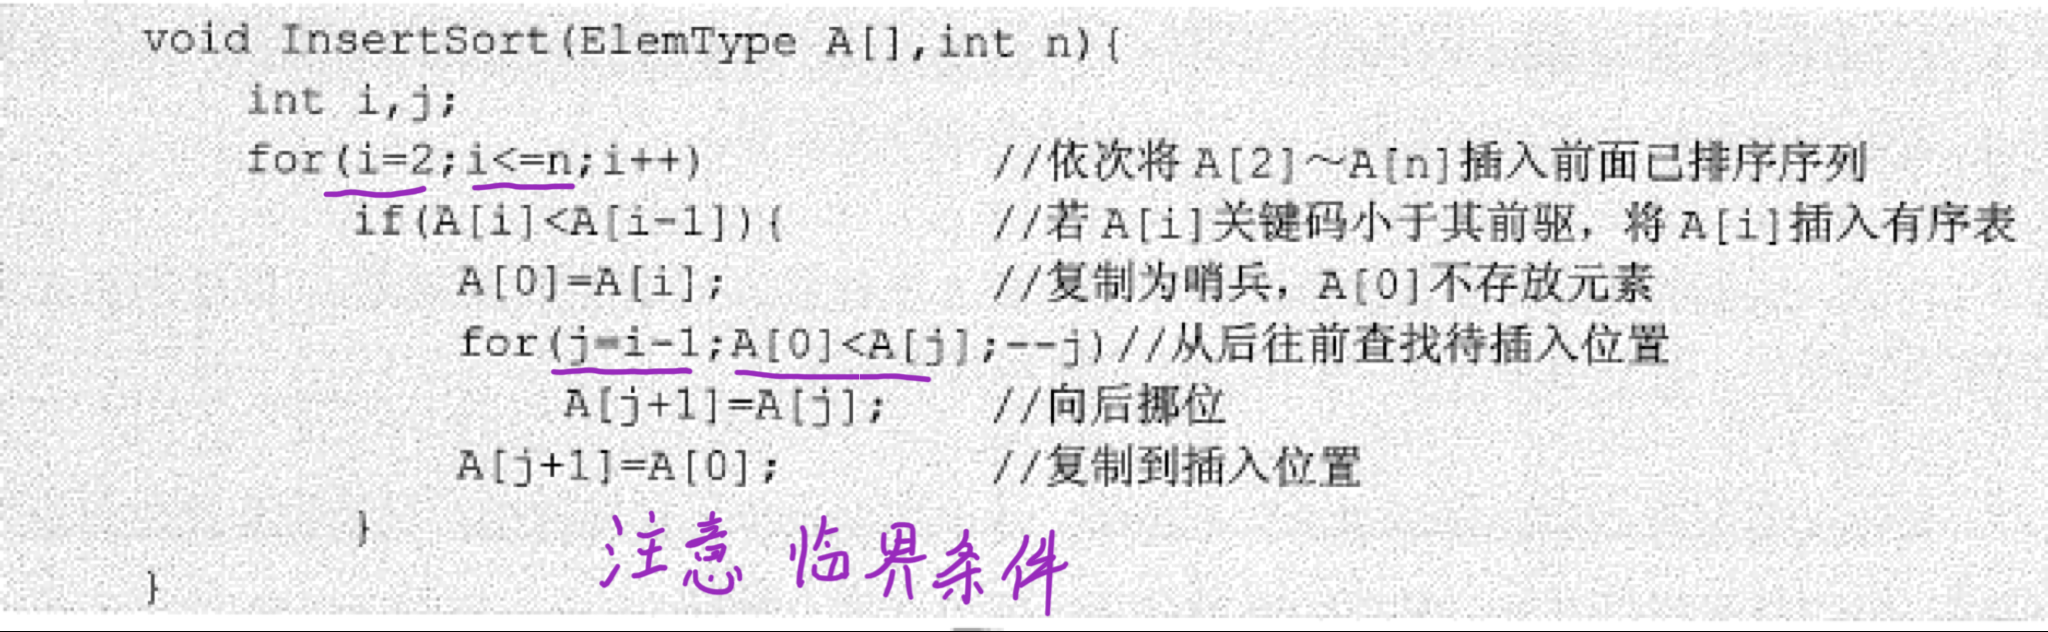 void InsertSort(ElemType A[],int n){
int i,j;
for(i=2;i<=n;i++) //依次将A[2]～A[n]插入前面已排序序列
if(A[i]<A[i-1]){ //若A[i]关键码小于其前驱，将A[i]插入有序表
A[0]=A[i]; //复制为哨兵，A[0]不存放元素
for(j=i-1;A[0]<A[j];--j)//从后往前查找待插入位置
A[j+1]=A[j]; //向后挪位
A[j+1]=A[0]; //复制到插入位置
}
注意 临界条件
}